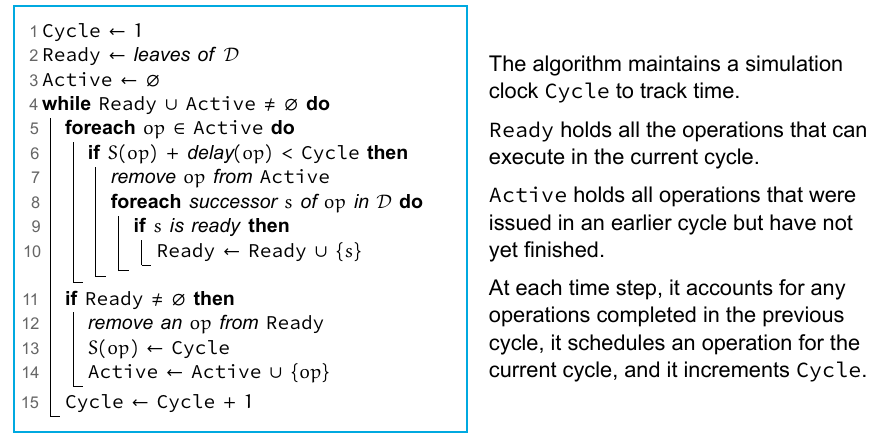 1 Cycle ← 1
2 Ready ← leaves of 𝒟
3 Active ← ∅
4 while Ready ∪ Active ≠ ∅ do
5 foreach op ∈ Active do
6 if S(op) + delay(op) < Cycle then
7 remove op from Active
8 foreach successor s of op in 𝒟 do
9 if s is ready then
10 Ready ← Ready ∪ {s}
11 if Ready ≠ ∅ then
12 remove an op from Ready
13 S(op) ← Cycle
14 Active ← Active ∪ {op}
15 Cycle ← Cycle + 1
The algorithm maintains a simulation
clock Cycle to track time.
Ready holds all the operations that can
execute in the current cycle.
Active holds all operations that were
issued in an earlier cycle but have not
yet finished.
At each time step, it accounts for any
operations completed in the previous
cycle, it schedules an operation for the
current cycle, and it increments Cycle.